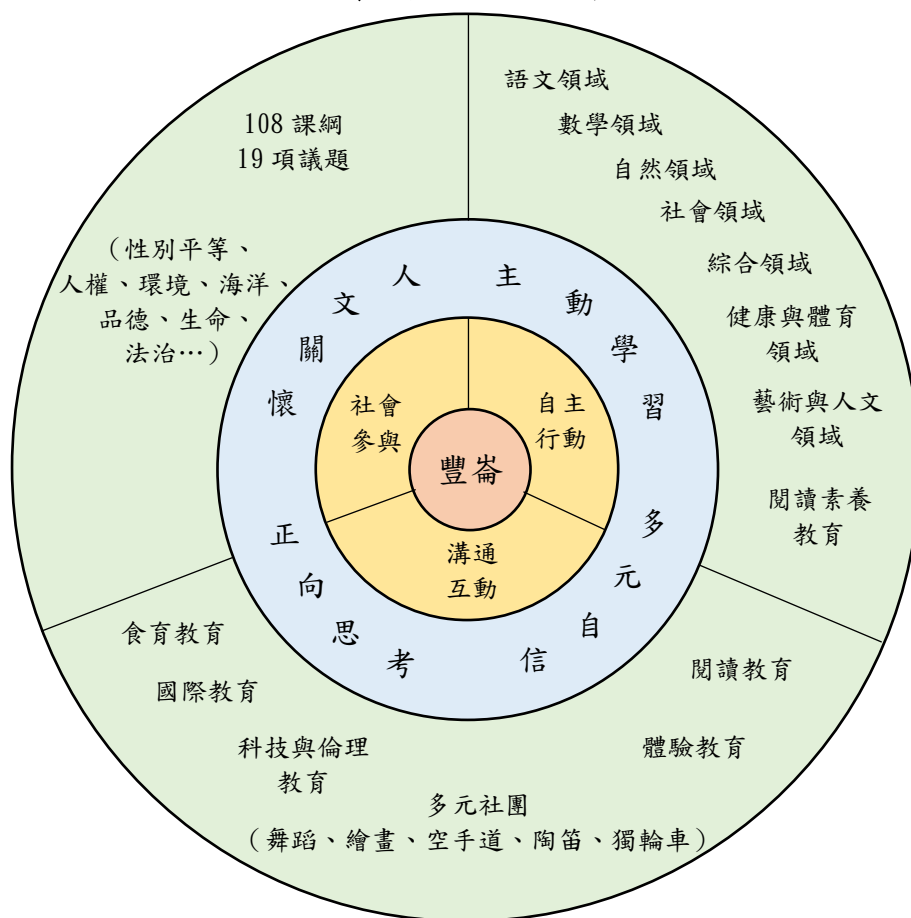 108 課綱
19 項議題
（性別平等、
人權、環境、海洋、
品德、生命、
法治…）
語文領域
數學領域
自然領域
社會領域
綜合領域
健康與體育
領域
藝術與人文
領域
閱讀素養
教育
人文關懷
主動學習
正向思考
多元自信
社會
參與
自主
行動
豐崙
溝通
互動
食育教育
國際教育
科技與倫理
教育
多元社團
（舞蹈、繪畫、空手道、陶笛、獨輪車）
體驗教育
閱讀教育